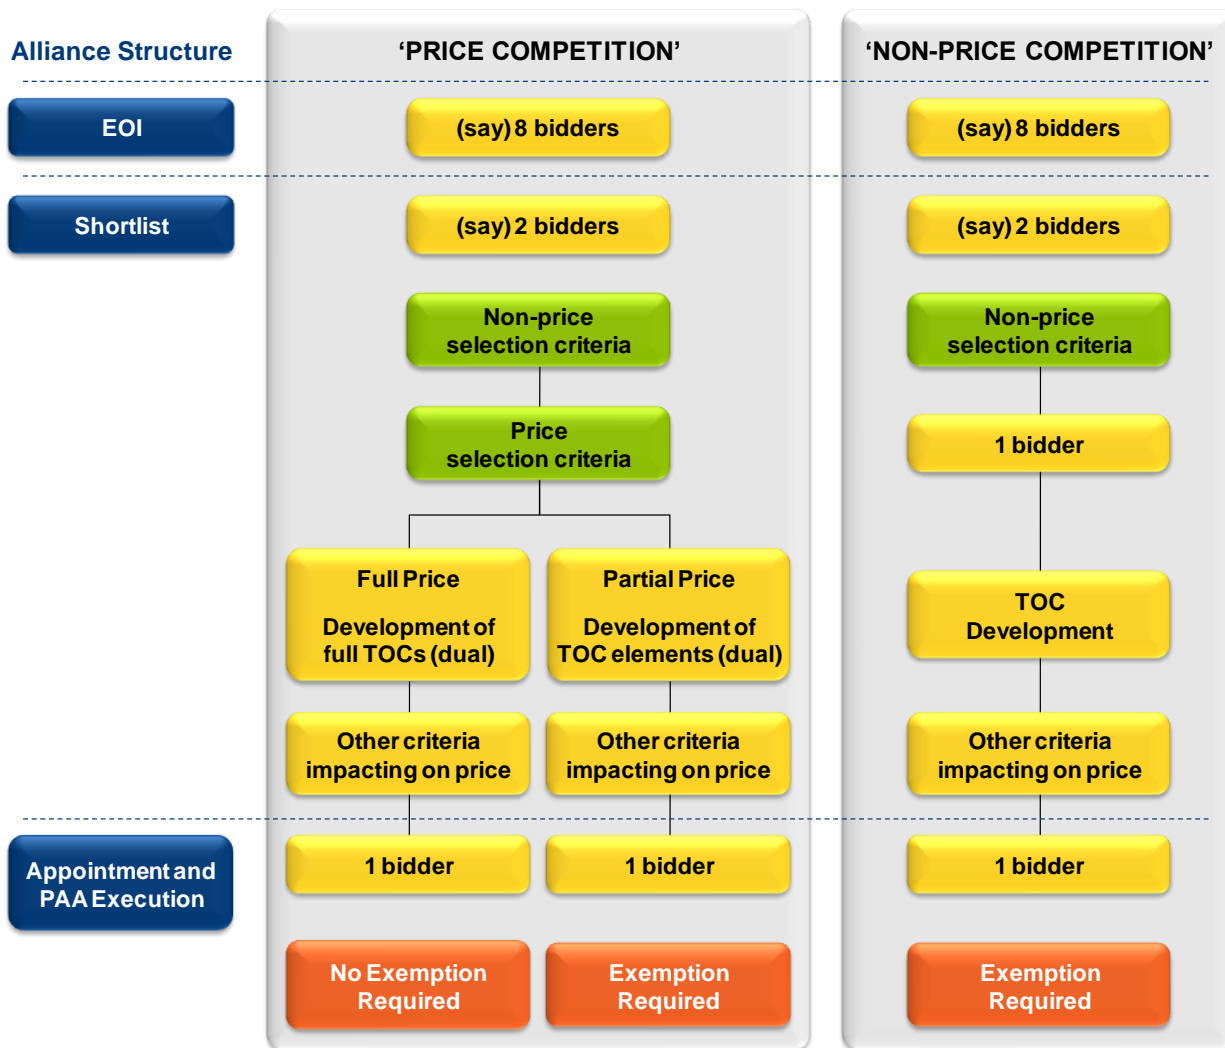 Alliance Structure
‘PRICE COMPETITION’
‘NON-PRICE COMPETITION’
EOI
(say) 8 bidders
(say) 8 bidders
Shortlist
(say) 2 bidders
(say) 2 bidders
Non-price
selection criteria
Non-price
selection criteria
Price
selection criteria
1 bidder
Full Price
Development of
full TOCs (dual)
Partial Price
Development of
TOC elements (dual)
TOC
Development
Other criteria
impacting on price
Other criteria
impacting on price
Other criteria
impacting on price
Appointment and
PAA Execution
1 bidder
1 bidder
1 bidder
No Exemption
Required
Exemption
Required
Exemption
Required